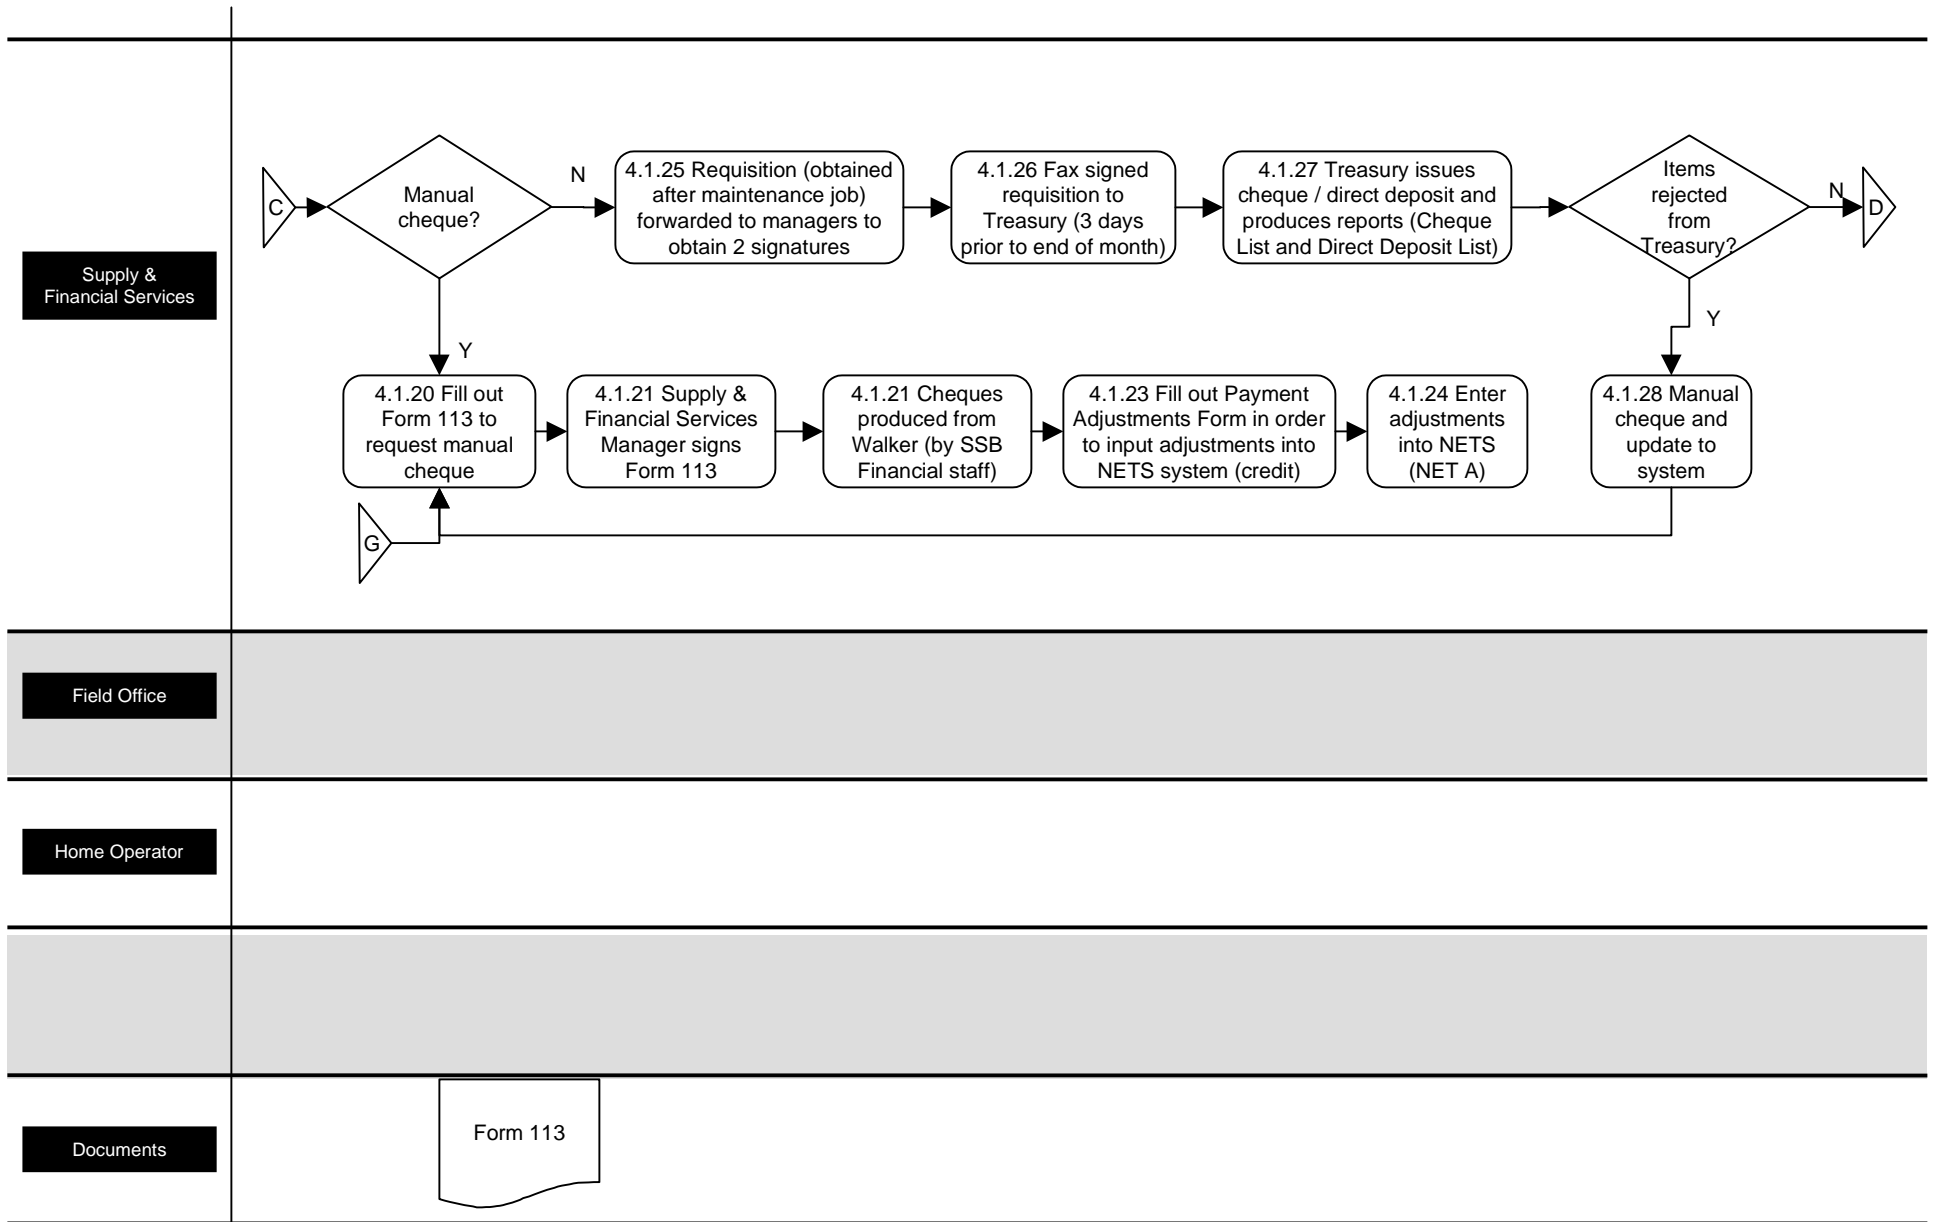 C
Manual
cheque?
N
4.1.25 Requisition (obtained
after maintenance job)
forwarded to managers to
obtain 2 signatures
4.1.26 Fax signed
requisition to
Treasury (3 days
prior to end of month)
4.1.27 Treasury issues
cheque / direct deposit and
produces reports (Cheque
List and Direct Deposit List)
Items
rejected
from
Treasury?
N
D
Supply &
Financial Services
Y
Y
4.1.20 Fill out
Form 113 to
request manual
cheque
4.1.21 Supply &
Financial Services
Manager signs
Form 113
4.1.21 Cheques
produced from
Walker (by SSB
Financial staff)
4.1.23 Fill out Payment
Adjustments Form in order
to input adjustments into
NETS system (credit)
4.1.24 Enter
adjustments
into NETS
(NET A)
4.1.28 Manual
cheque and
update to
system
G
Field Office
Home Operator
Documents
Form 113